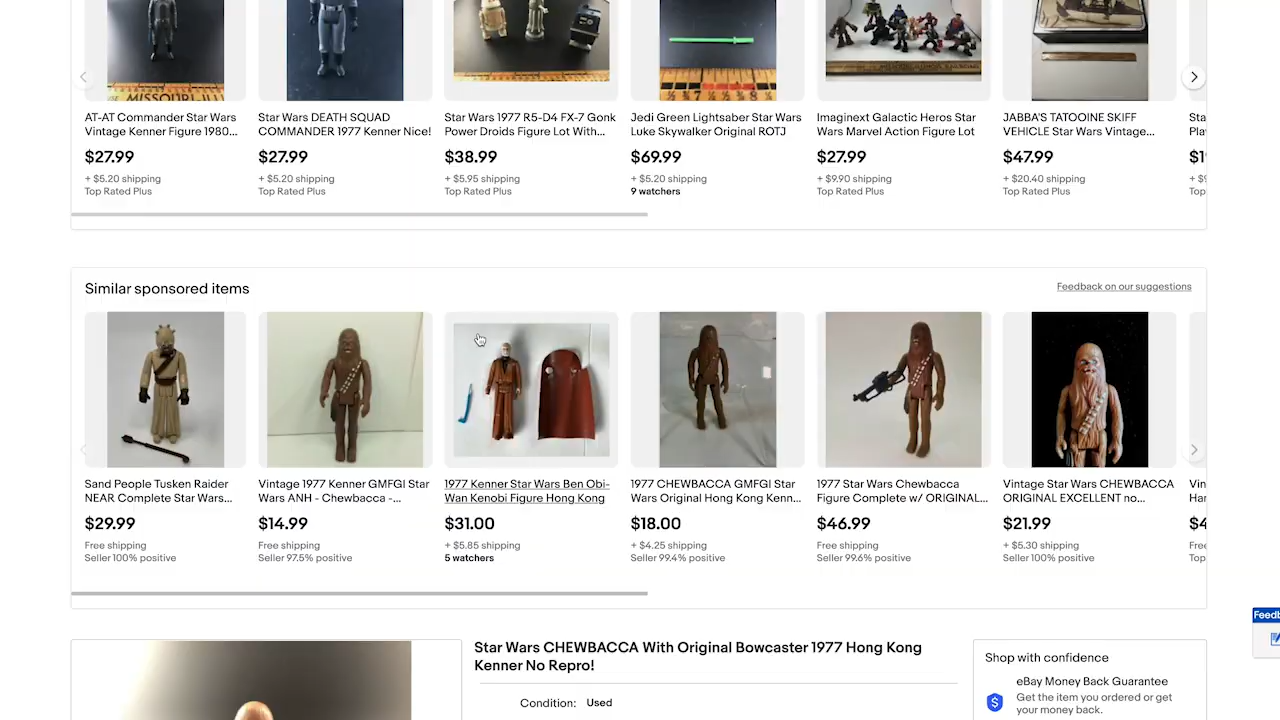 MISSOURI
AT-AT Commander Star Wars
Vintage Kenner Figure 1980...
$27.99
+ $5.20 shipping
Top Rated Plus
Star Wars DEATH SQUAD
COMMANDER 1977 Kenner Nice!
$27.99
+ $5.20 shipping
Top Rated Plus
Star Wars 1977 R5-D4 FX-7 Gonk
Power Droids Figure Lot With...
$38.99
+ $5.95 shipping
Top Rated Plus
Jedi Green Lightsaber Star Wars
Luke Skywalker Original ROTJ
$69.99
+ $5.20 shipping
9 watchers
Imaginext Galactic Heros Star
Wars Marvel Action Figure Lot
$27.99
+ $9.90 shipping
Top Rated Plus
JABBA'S TATOOINE SKIFF
VEHICLE Star Wars Vintage...
$47.99
+ $20.40 shipping
Top Rated Plus
Similar sponsored items
Feedback on our suggestions
Sand People Tusken Raider
NEAR Complete Star Wars...
$29.99
Free shipping
Seller 100% positive
Vintage 1977 Kenner GMFGI Star
Wars ANH - Chewbacca -...
$14.99
Free shipping
Seller 97.5% positive
1977 Kenner Star Wars Ben Obi-
Wan Kenobi Figure Hong Kong
$31.00
+ $5.85 shipping
5 watchers
1977 CHEWBACCA GMFGI Star
Wars Original Hong Kong Kenn...
$18.00
+ $4.25 shipping
Seller 99.4% positive
1977 Star Wars Chewbacca
Figure Complete w/ ORIGINAL...
$46.99
Free shipping
Seller 99.6% positive
Vintage Star Wars CHEWBACCA
ORIGINAL EXCELLENT no...
$21.99
+ $5.30 shipping
Seller 100% positive
Star Wars CHEWBACCA With Original Bowcaster 1977 Hong Kong
Kenner No Repro!
Condition: Used
Shop with confidence
eBay Money Back Guarantee
Get the item you ordered or get
your money back.